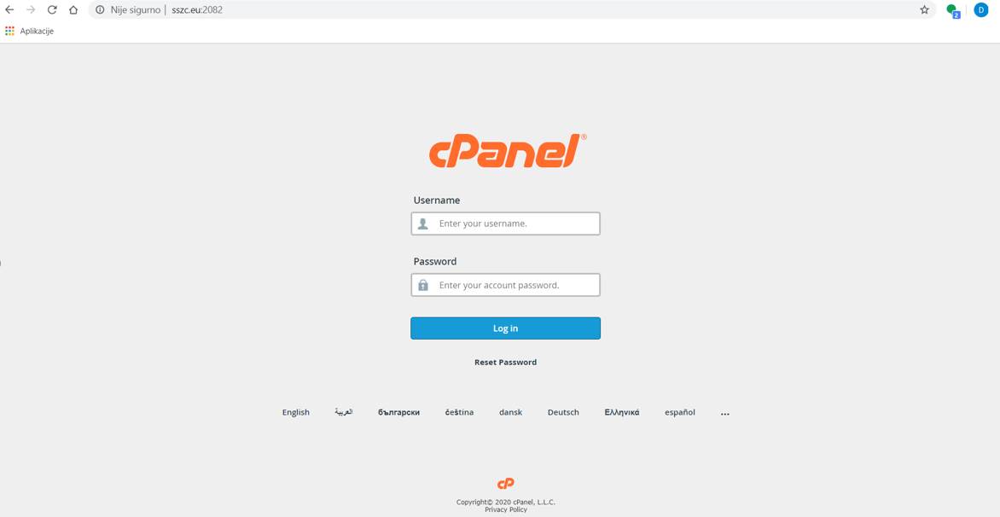 Nije sigurno | sszc.eu:2082
2
D
Aplikacije
cPanel®
Username
Enter your username.
Password
Enter your account password.
Log in
Reset Password
English العربية български čeština dansk Deutsch Ελληνικά español ...
cP
Copyright© 2020 cPanel, L.L.C.
Privacy Policy